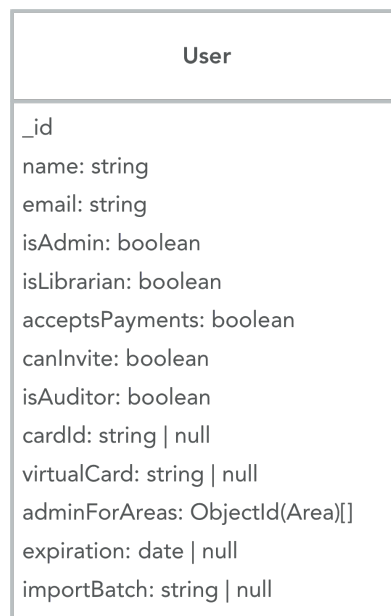 User
_id
name: string
email: string
isAdmin: boolean
isLibrarian: boolean
acceptsPayments: boolean
canInvite: boolean
isAuditor: boolean
cardId: string | null
virtualCard: string | null
adminForAreas: ObjectId(Area)[]
expiration: date | null
importBatch: string | null